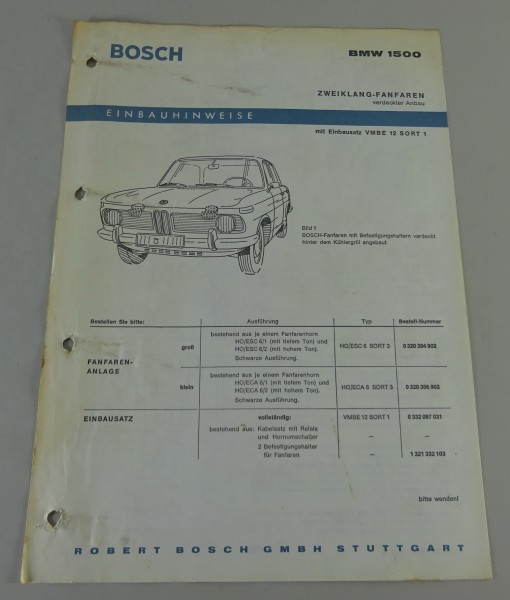 BOSCH
BMW 1500
ZWEIKLANG-FANFAREN
verdeckter Anbau
EINBAUHINWEISE
mit Einbausatz VMBE 12 SORT 1
Bild 1
BOSCH-Fanfaren mit Befestigungshaltern verdeckt
hinter dem Kühlergrill angebaut
Bestellen Sie bitte: Ausführung Typ Bestell-Nummer
FANFAREN-
ANLAGE
groß
bestehend aus je einem Fanfarenhorn
HO/ESC 6/1 (mit tiefem Ton) und
HO/ESC 6/2 (mit hohem Ton).
Schwarze Ausführung.
HO/ESC 6 SORT 3
0 320 304 902
klein
bestehend aus je einem Fanfarenhorn
HO/ECA 6/1 (mit tiefem Ton) und
HO/ECA 6/2 (mit hohem Ton).
Schwarze Ausführung.
HO/ECA 6 SORT 3
EINBAUSATZ
vollständig:
VMBE 12 SORT 1
0 332 097 031
bestehend aus: Kabelsatz mit Relais
und Hornumschalter
– –
2 Befestigungshalter
für Fanfaren
– 1 321 332 103
bitte wenden!
ROBERT BOSCH GMBH STUTTGART